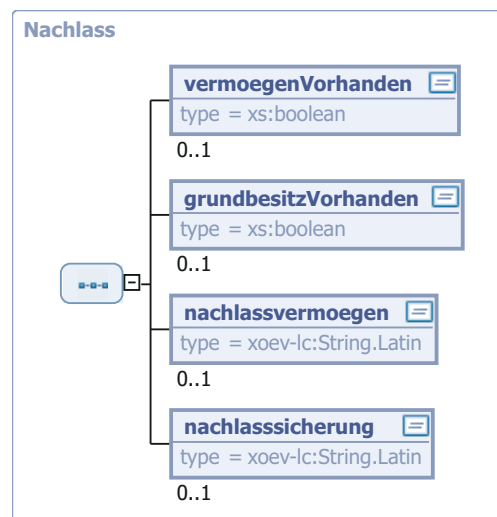 Nachlass
vermoegenVorhanden
type = xs:boolean
0..1
grundbesitzVorhanden
type = xs:boolean
0..1
nachlassvermoegen
type = xoev-lc:String.Latin
0..1
nachlasssicherung
type = xoev-lc:String.Latin
0..1